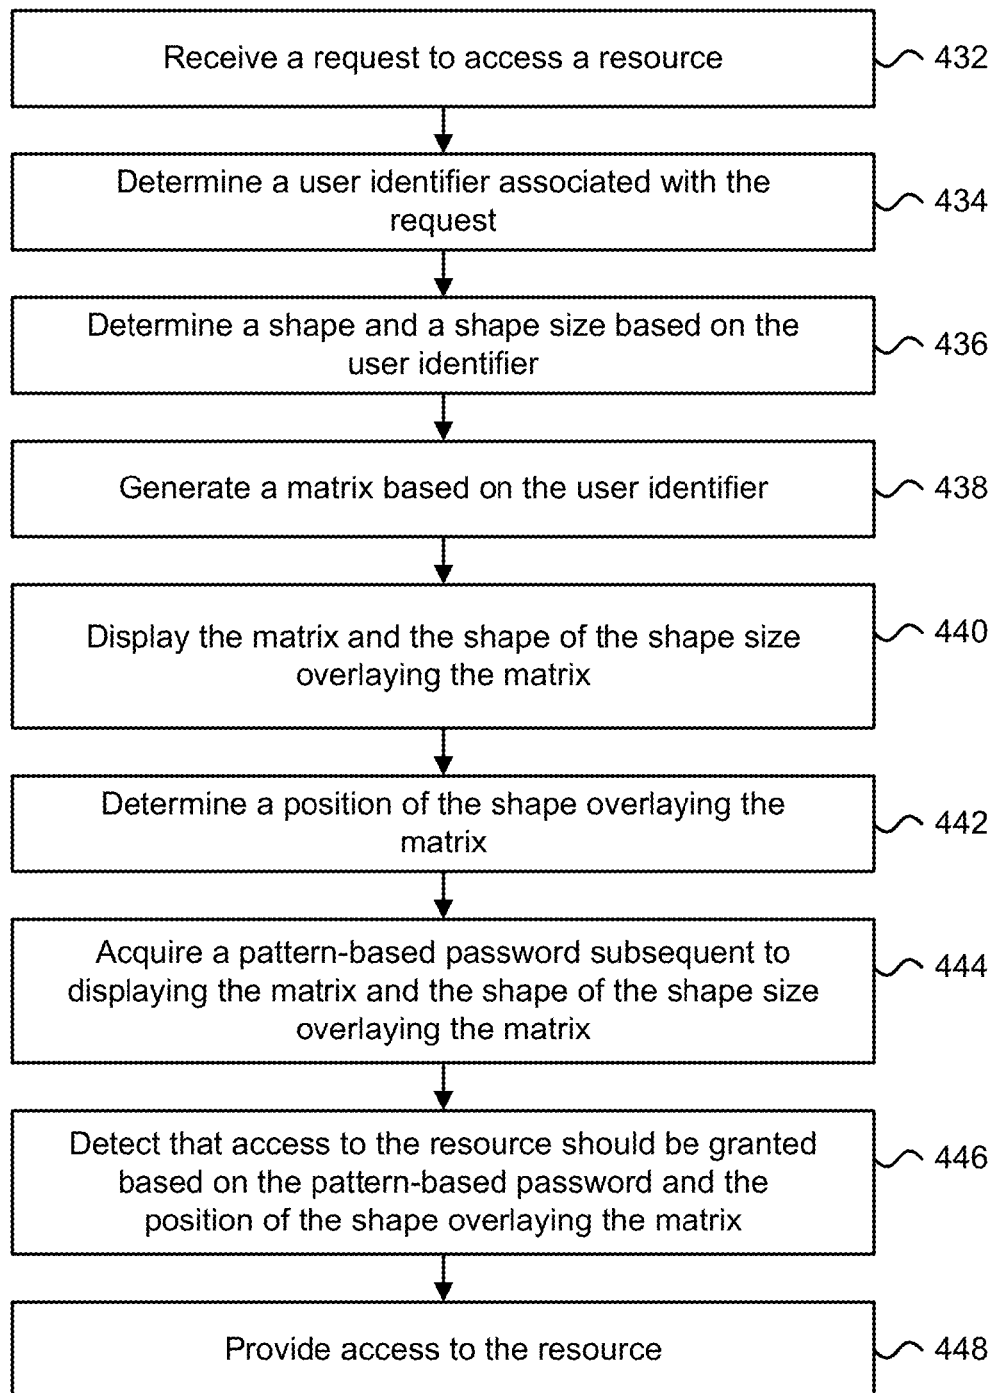 Receive a request to access a resource
432
Determine a user identifier associated with the
request
434
Determine a shape and a shape size based on the
user identifier
436
Generate a matrix based on the user identifier
438
Display the matrix and the shape of the shape size
overlaying the matrix
440
Determine a position of the shape overlaying the
matrix
442
Acquire a pattern-based password subsequent to
displaying the matrix and the shape of the shape size
overlaying the matrix
444
Detect that access to the resource should be granted
based on the pattern-based password and the
position of the shape overlaying the matrix
446
Provide access to the resource
448